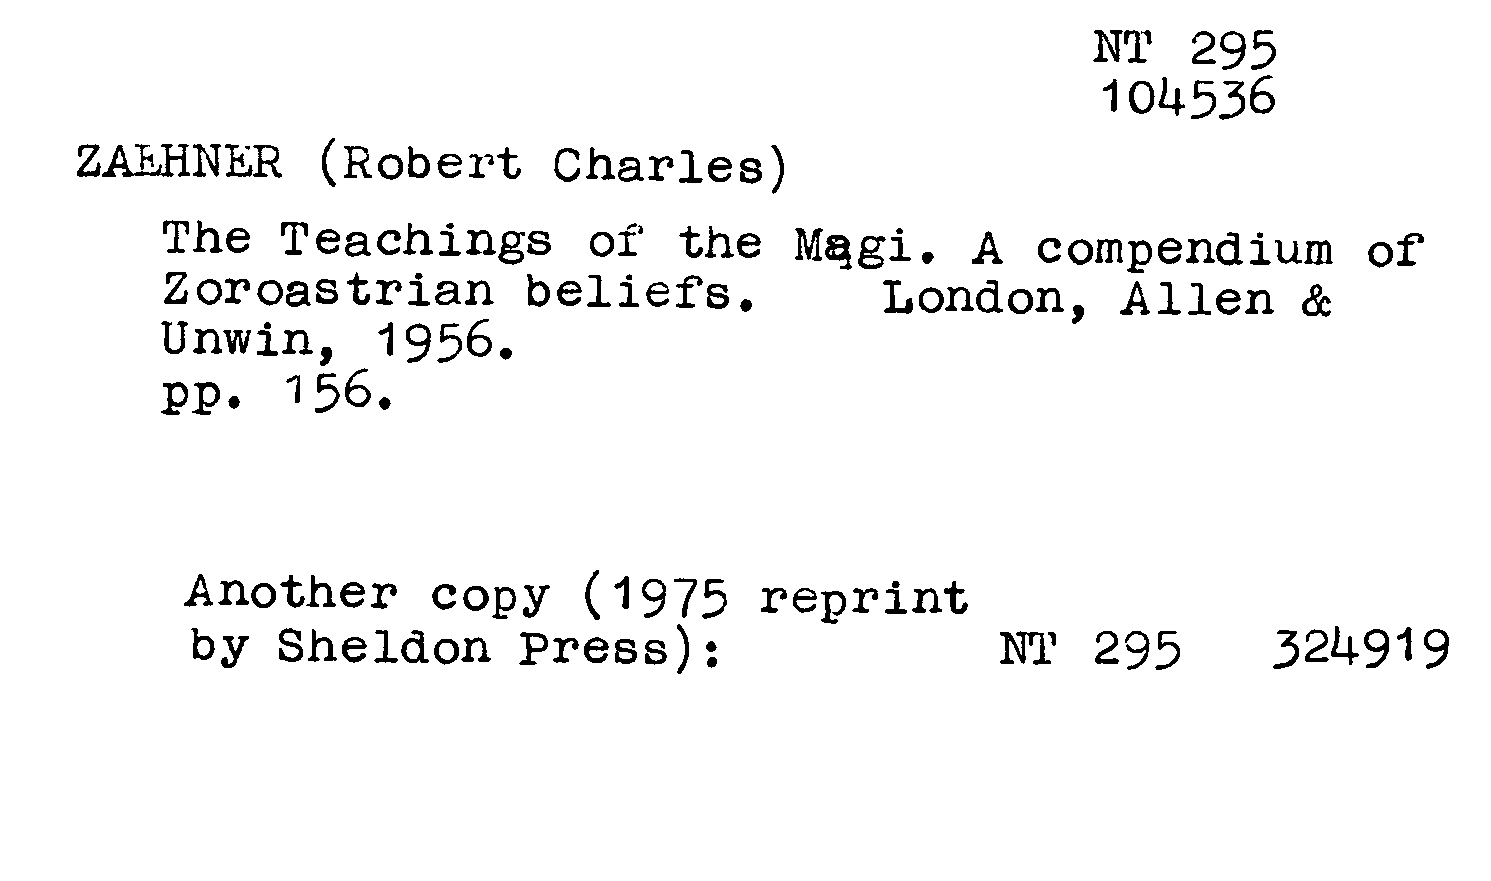 NT 295
104536
ZAEHNER (Robert Charles)
The Teachings of the Magi. A compendium of
Zoroastrian beliefs. London, Allen &
Unwin, 1956.
pp. 156.
Another copy (1975 reprint
by Sheldon Press): NT 295 324919